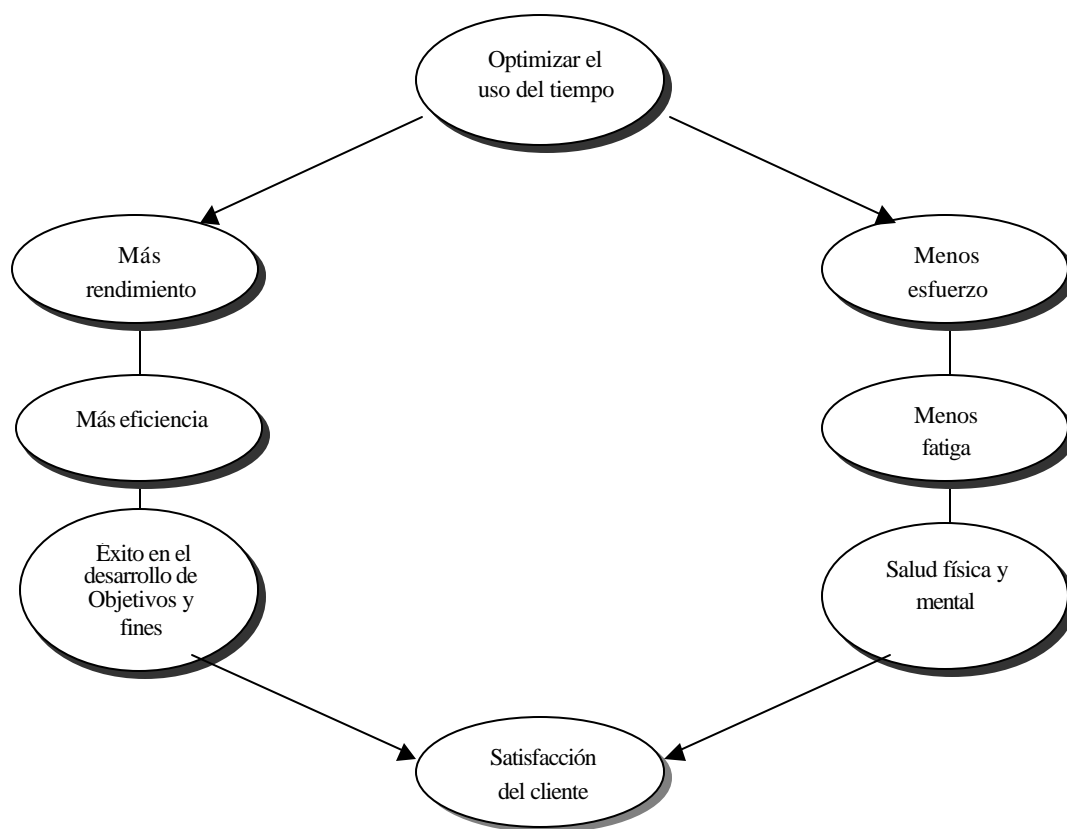 Optimizar el
uso del tiempo
Más
rendimiento
Menos
esfuerzo
Más eficiencia
Menos
fatiga
Éxito en el
desarrollo de
Objetivos y
fines
Salud física y
mental
Satisfacción
del cliente